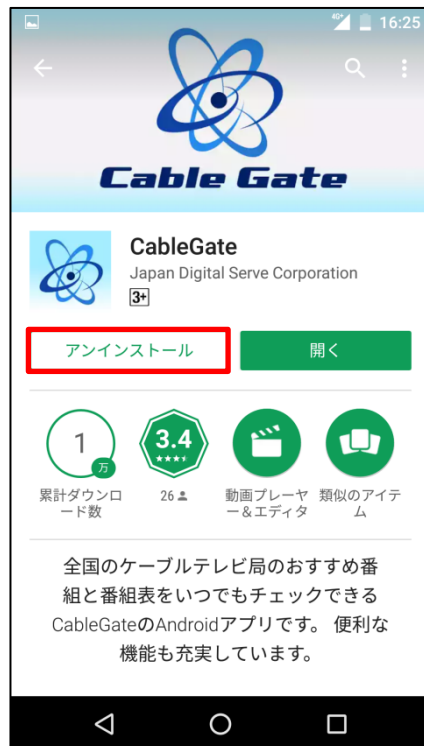 4G+ 16:25
Cable Gate
CableGate
Japan Digital Serve Corporation
3+
アンインストール 開く
1 万 3.4
累計ダウンロ 26 動画プレーヤ 類似のアイテ
ード数 ー&エディタ ム
全国のケーブルテレビ局のおすすめ番
組と番組表をいつでもチェックできる
CableGateのAndroidアプリです。 便利な
機能も充実しています。